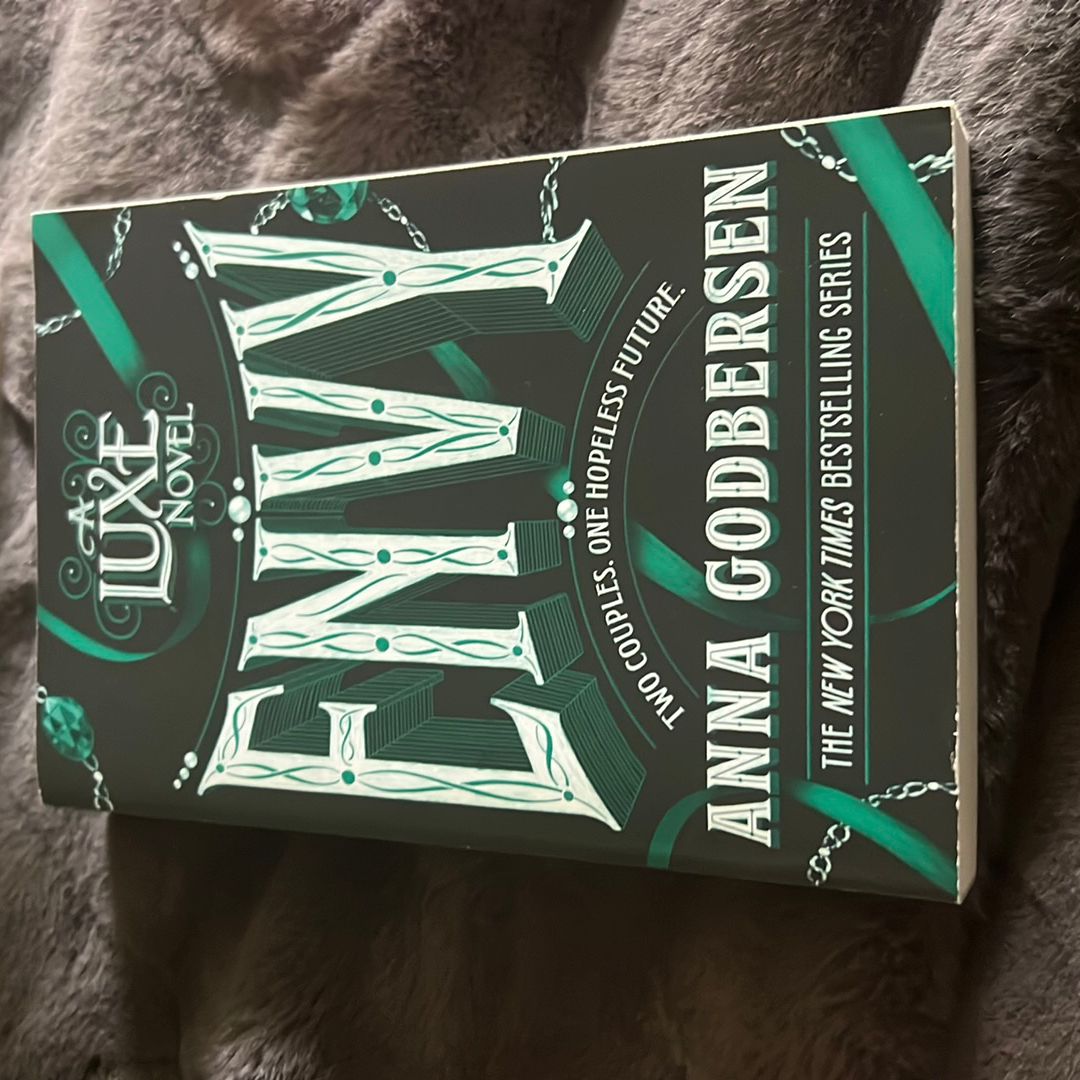 A
LUXE
NOVEL
ENVY
TWO COUPLES. ONE HOPELESS FUTURE.
ANNA GODBERSEN
THE NEW YORK TIMES BESTSELLING SERIES